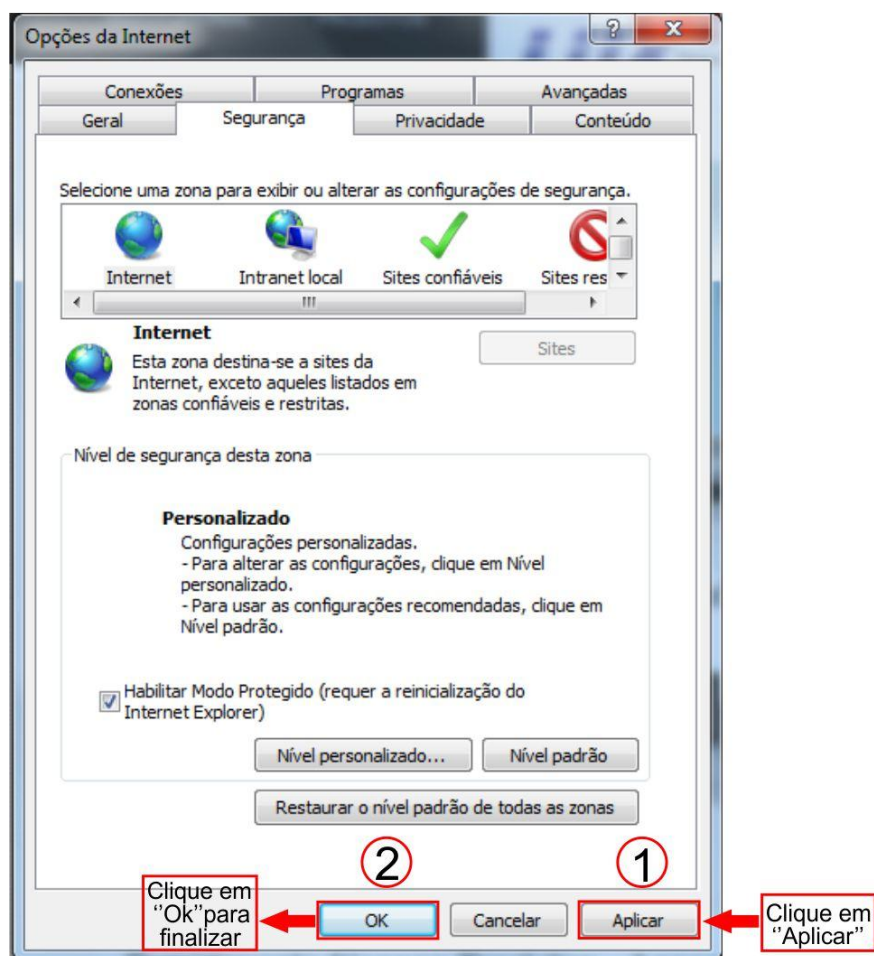 Opções da Internet
Conexões
Programas
Avançadas
Geral
Segurança
Privacidade
Conteúdo
Selecione uma zona para exibir ou alterar as configurações de segurança.
Internet
Intranet local
Sites confiáveis
Sites res
Internet
Sites
Esta zona destina-se a sites da
Internet, exceto aqueles listados em
zonas confiáveis e restritas.
Nível de segurança desta zona
Personalizado
Configurações personalizadas.
- Para alterar as configurações, clique em Nível
personalizado.
- Para usar as configurações recomendadas, clique em
Nível padrão.
Habilitar Modo Protegido (requer a reinicialização do
Internet Explorer)
Nível personalizado...
Nível padrão
Restaurar o nível padrão de todas as zonas
2
1
Clique em
‘‘Ok’’para
finalizar
OK
Cancelar
Aplicar
Clique em
‘‘Aplicar’’